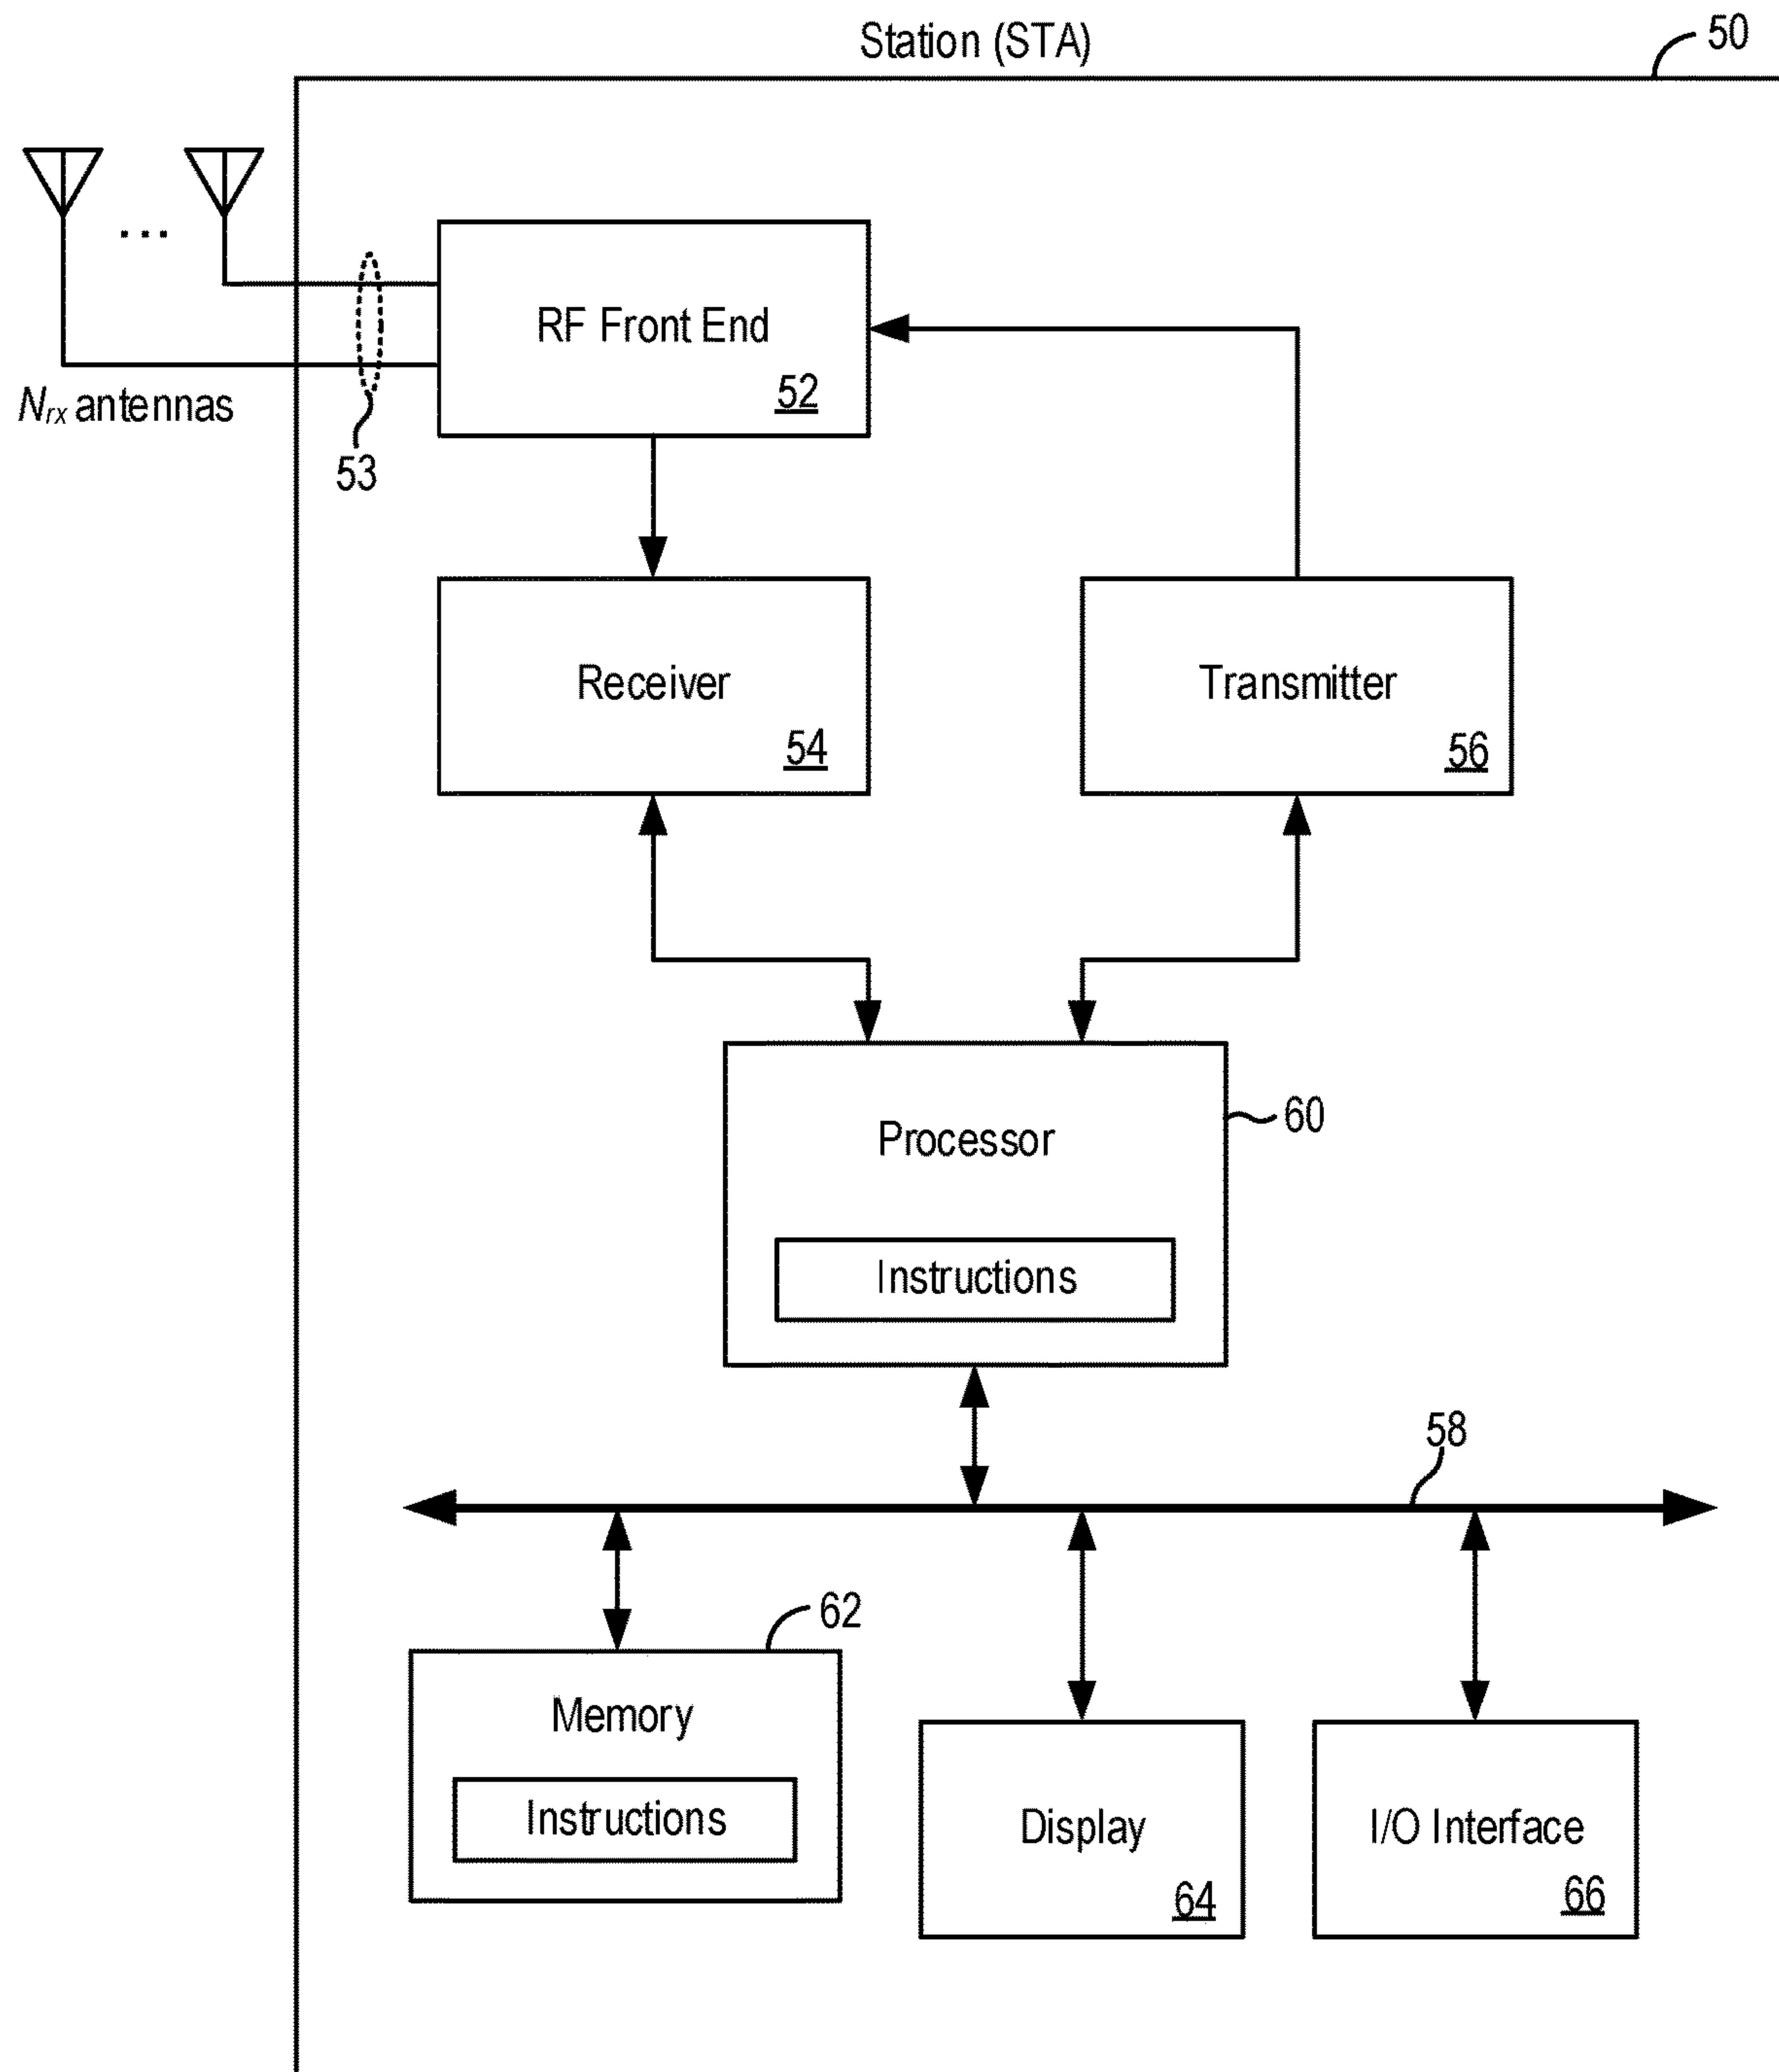 Station (STA)
50
...
RF Front End
52
Nrx antennas
53
Receiver
54
Transmitter
56
Processor
60
Instructions
58
62
Memory
Instructions
Display
64
I/O Interface
66